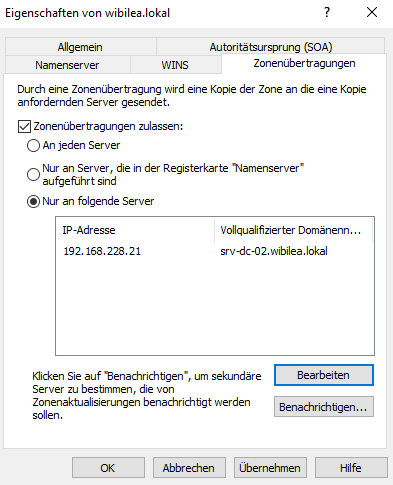 Eigenschaften von wibilea.lokal
?
Allgemein
Autoritätsursprung (SOA)
Namenserver
WINS
Zonenübertragungen
Durch eine Zonenübertragung wird eine Kopie der Zone an die eine Kopie
anfordernden Server gesendet.
Zonenübertragungen zulassen:
An jeden Server
Nur an Server, die in der Registerkarte "Namenserver"
aufgeführt sind
Nur an folgende Server
IP-Adresse
Vollqualifizierter Domänenn...
192.168.228.21
srv-dc-02.wibilea.lokal
Klicken Sie auf "Benachrichtigen", um sekundäre
Server zu bestimmen, die von
Zonenaktualisierungen benachrichtigt werden
sollen.
Bearbeiten
Benachrichtigen...
OK
Abbrechen
Übernehmen
Hilfe